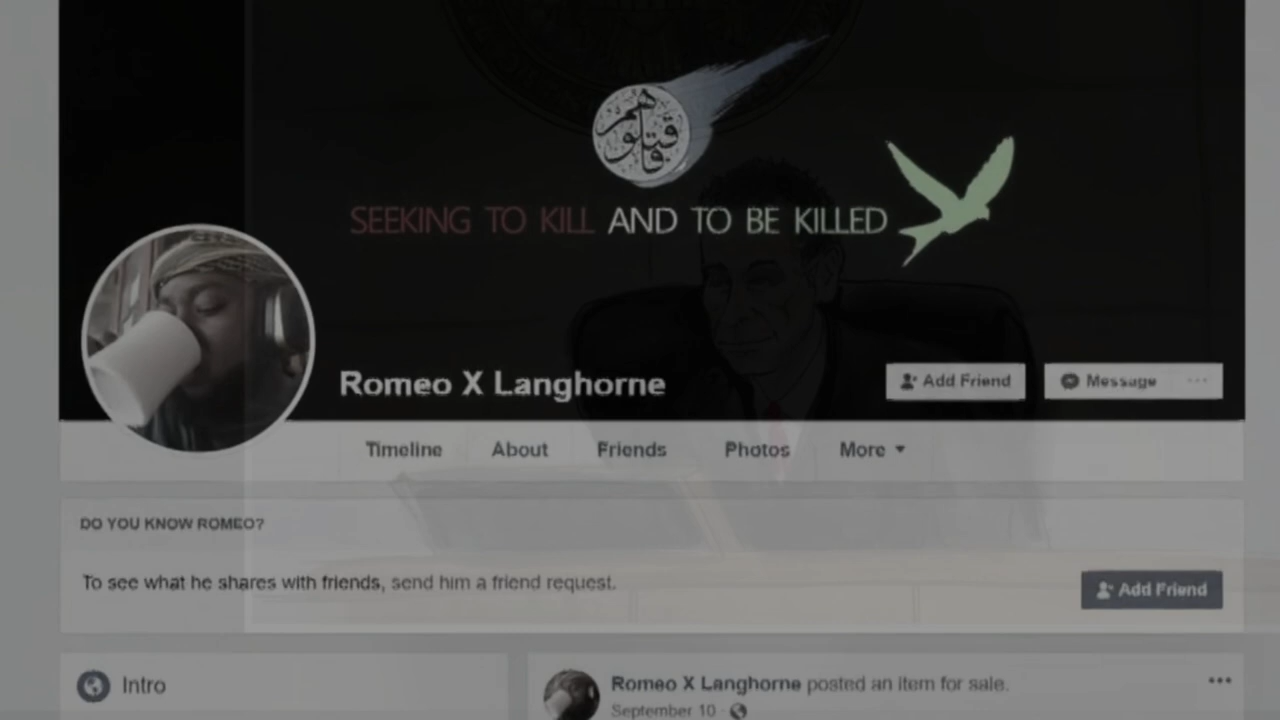 قاتلوهم
SEEKING TO KILL AND TO BE KILLED
Romeo X Langhorne
Add Friend
Message
Timeline
About
Friends
Photos
More
DO YOU KNOW ROMEO?
To see what he shares with friends, send him a friend request.
Add Friend
Intro
Romeo X Langhorne posted an item for sale.
September 10